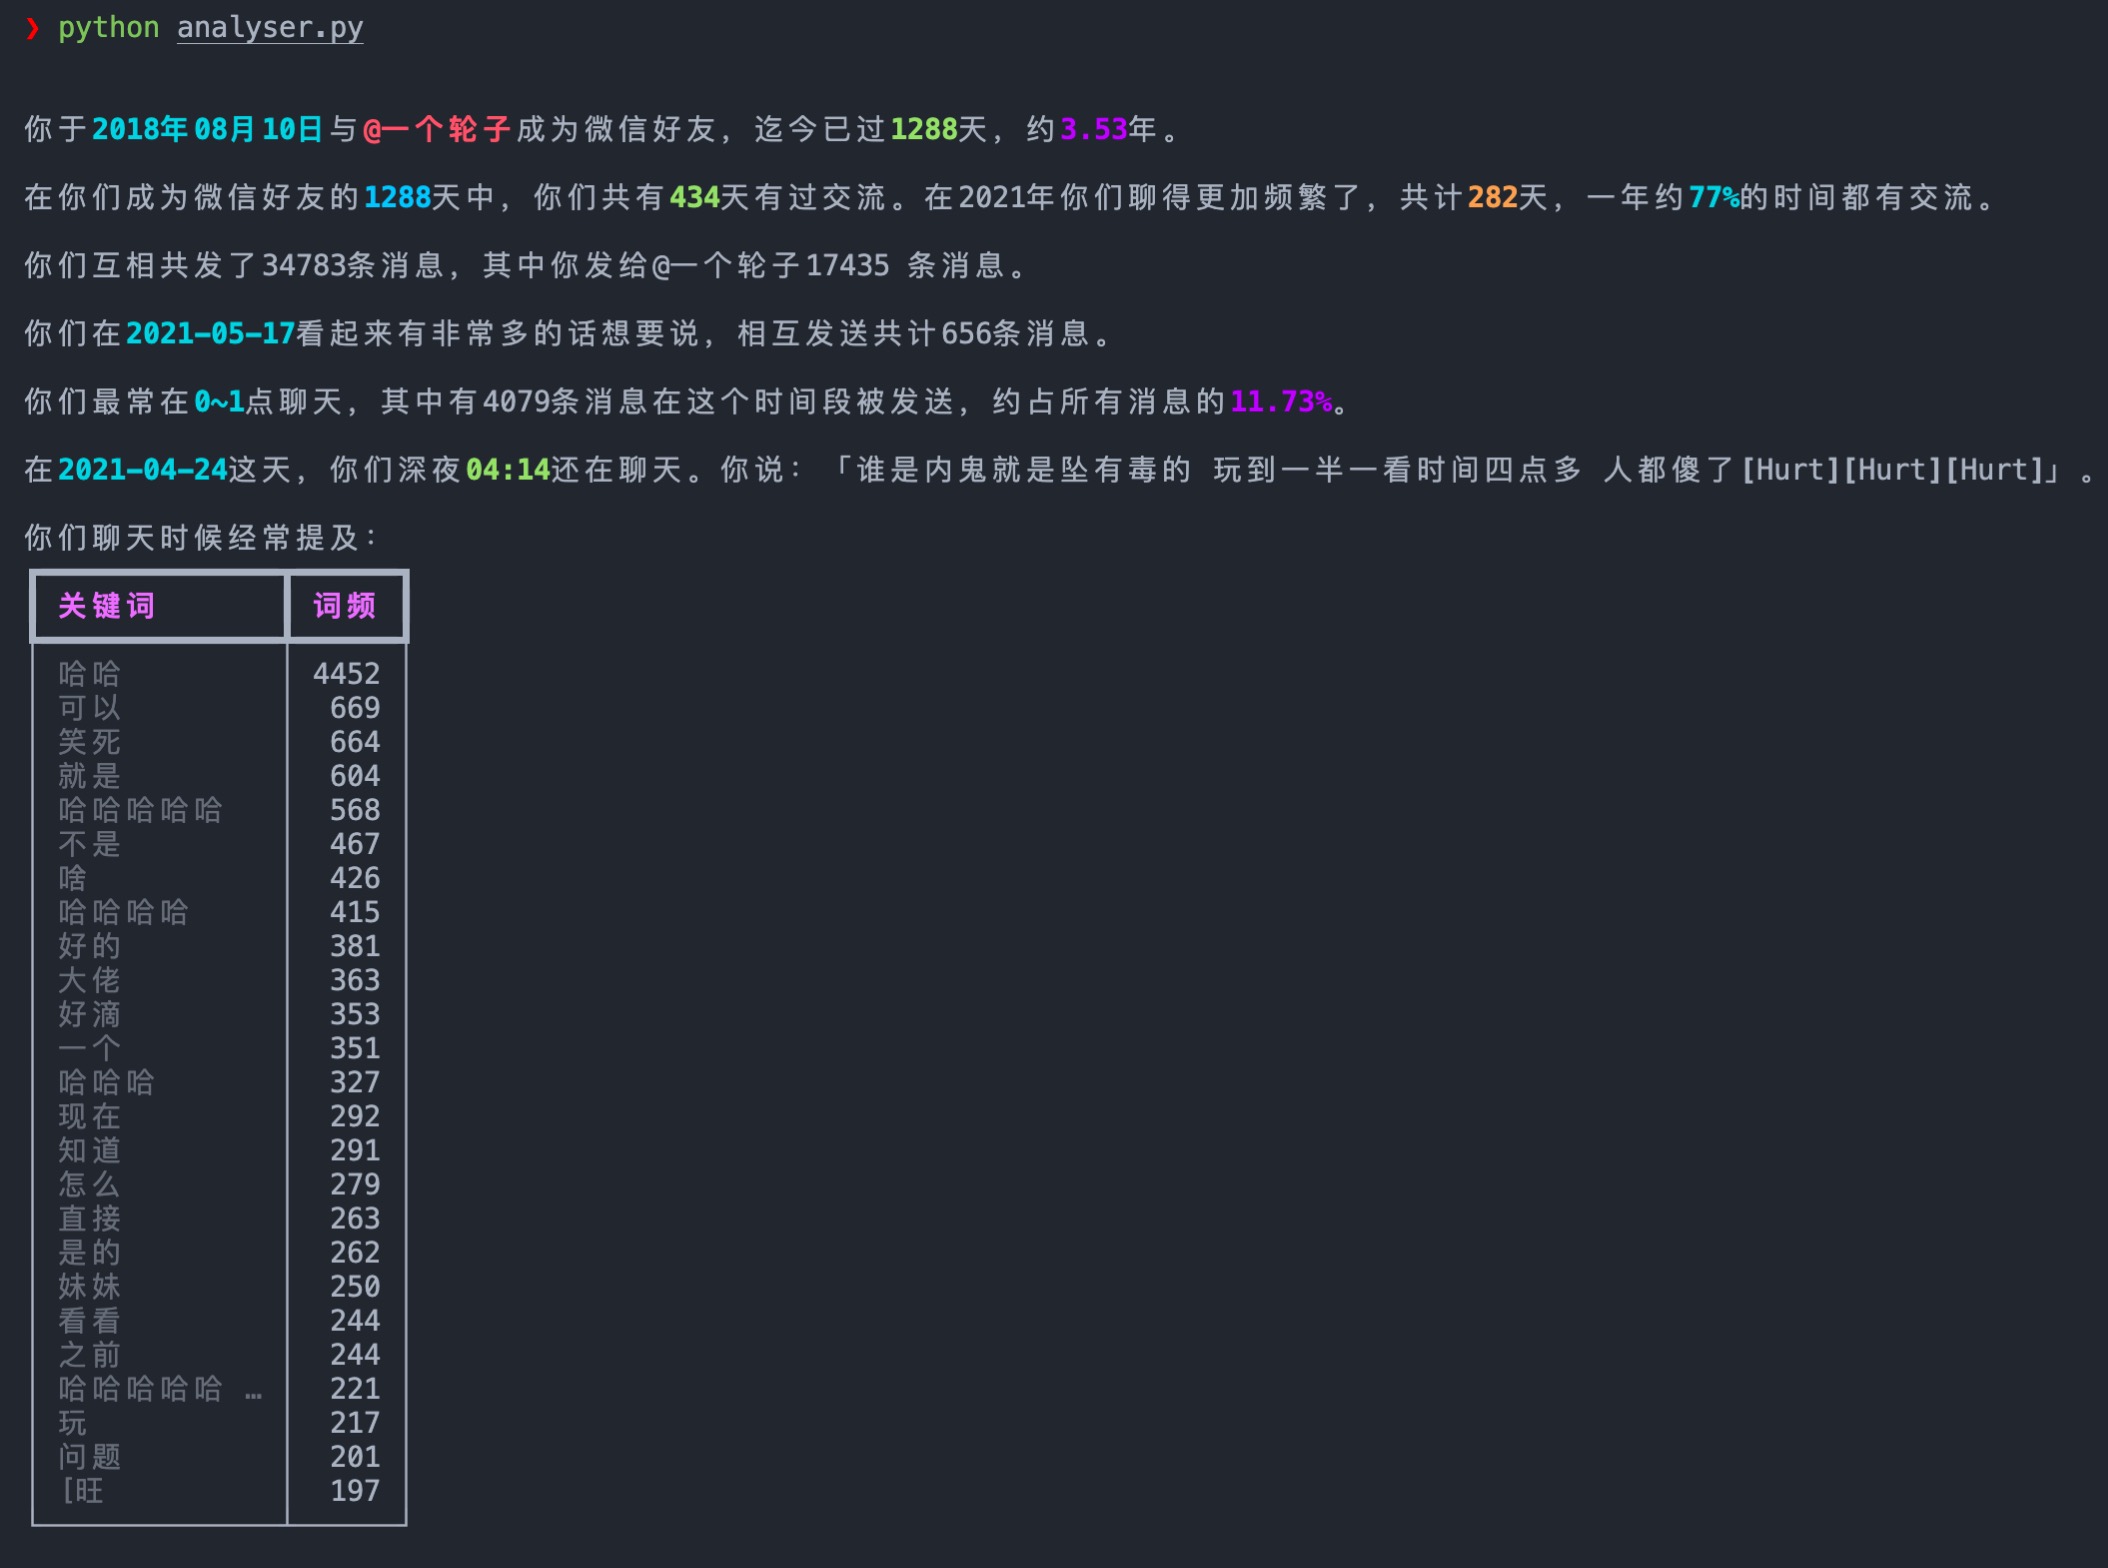 ❯ python analyser.py
你于2018年08月10日与@一个轮子成为微信好友，迄今已过1288天，约3.53年。
在你们成为微信好友的1288天中，你们共有434天有过交流。在2021年你们聊得更加频繁了，共计282天，一年约77%的时间都有交流。
你们互相共发了34783条消息，其中你发给@一个轮子17435 条消息。
你们在2021-05-17看起来有非常多的话想要说，相互发送共计656条消息。
你们最常在0~1点聊天，其中有4079条消息在这个时间段被发送，约占所有消息的11.73%。
在2021-04-24这天，你们深夜04:14还在聊天。你说：「谁是内鬼就是坠有毒的 玩到一半一看时间四点多 人都傻了[Hurt][Hurt][Hurt]」。
你们聊天时候经常提及：
关键词 词频
哈哈 4452
可以 669
笑死 664
就是 604
哈哈哈哈哈 568
不是 467
啥 426
哈哈哈哈 415
好的 381
大佬 363
好滴 353
一个 351
哈哈哈 327
现在 292
知道 291
怎么 279
直接 263
是的 262
妹妹 250
看看 244
之前 244
哈哈哈哈哈 … 221
玩 217
问题 201
[旺 197